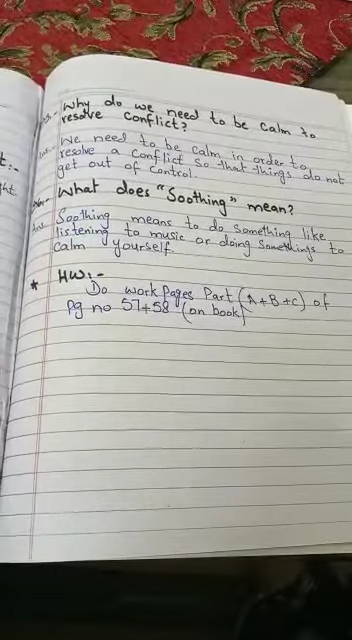 Why do we need to be calm to
resolve conflict?
Ans:- We need to be calm in order to
resolve a conflict so that things do not
get out of control
What does "Soothing" mean?
Ans:- Soothing means to do something like
listening to music or doing somethings to
calm yourself.
* HW:-
Do work pages Part (A+B+C) of
Pg no 57+58 (on book)